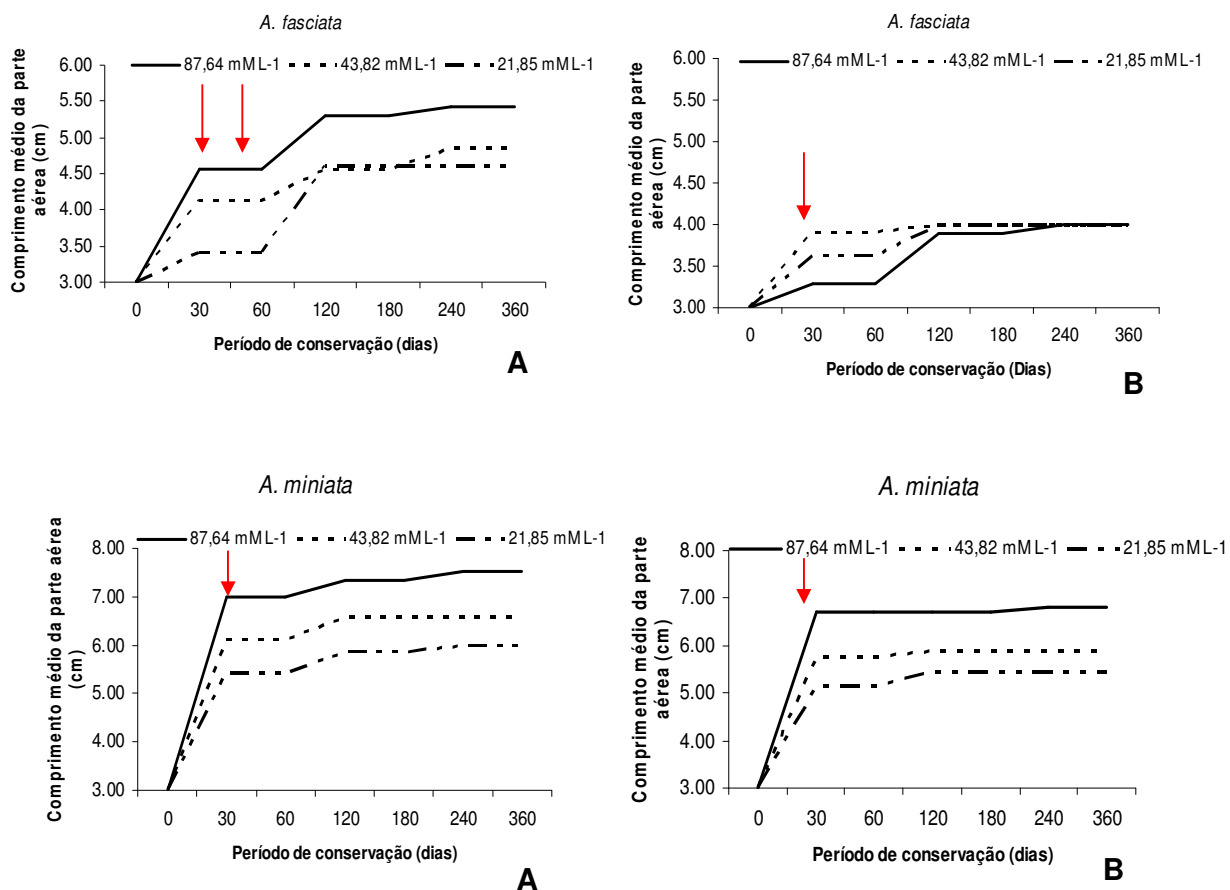 A. fasciata
87,64 mML-1 43,82 mML-1 21,85 mML-1
Comprimento médio da parte
aérea (cm)
6.00
5.50
5.00
4.50
4.00
3.50
3.00
0 30 60 120 180 240 360
Período de conservação (dias)
A
A. fasciata
87,64 mML-1 43,82 mML-1 21,85 mML-1
Comprimento médio da parte
aérea (cm)
6.00
5.50
5.00
4.50
4.00
3.50
3.00
0 30 60 120 180 240 360
Período de conservação (Dias)
B
A. miniata
87,64 mML-1 43,82 mML-1 21,85 mML-1
Comprimento médio da parte aérea
(cm)
8.00
7.00
6.00
5.00
4.00
3.00
0 30 60 120 180 240 360
Período de conservação (dias)
A
A. miniata
87,64 mML-1 43,82 mML-1 21,85 mML-1
Comprimento médio da parte
aérea (cm)
8.00
7.00
6.00
5.00
4.00
3.00
0 30 60 120 180 240 360
Período de conservação (dias)
B